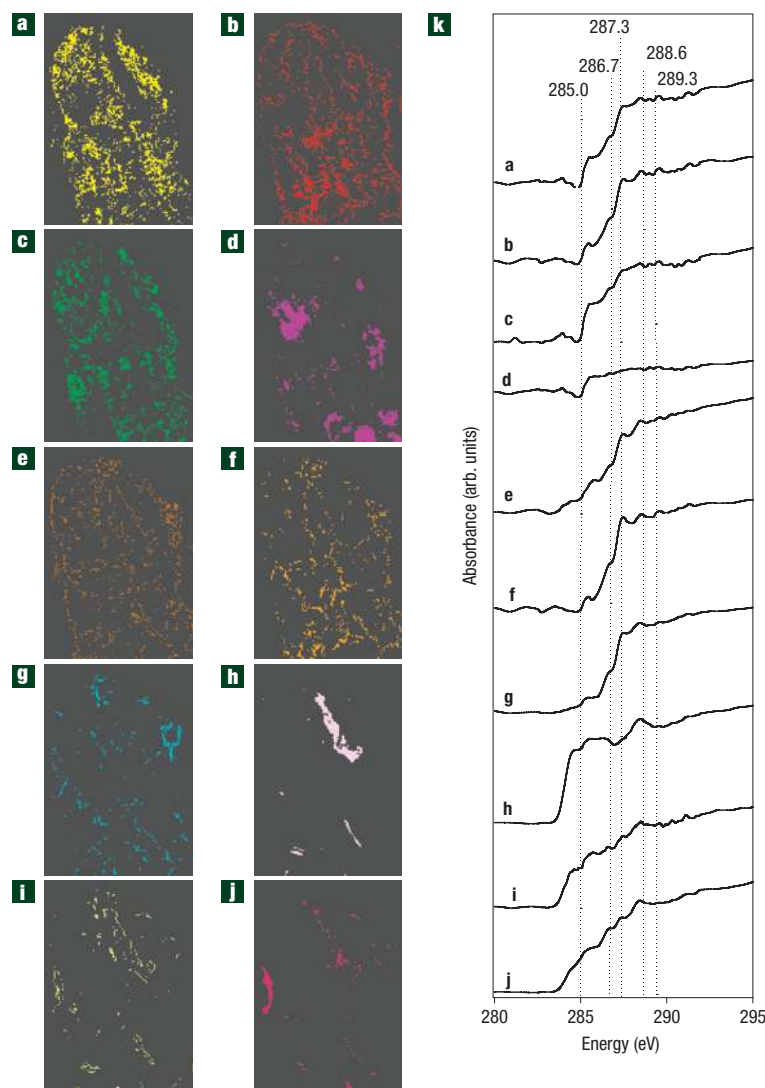 a
b
c
d
e
f
g
h
i
j
k
287.3
286.7
288.6
285.0
289.3
a
b
c
d
e
f
g
h
i
j
Absorbance (arb. units)
280
285
290
295
Energy (eV)